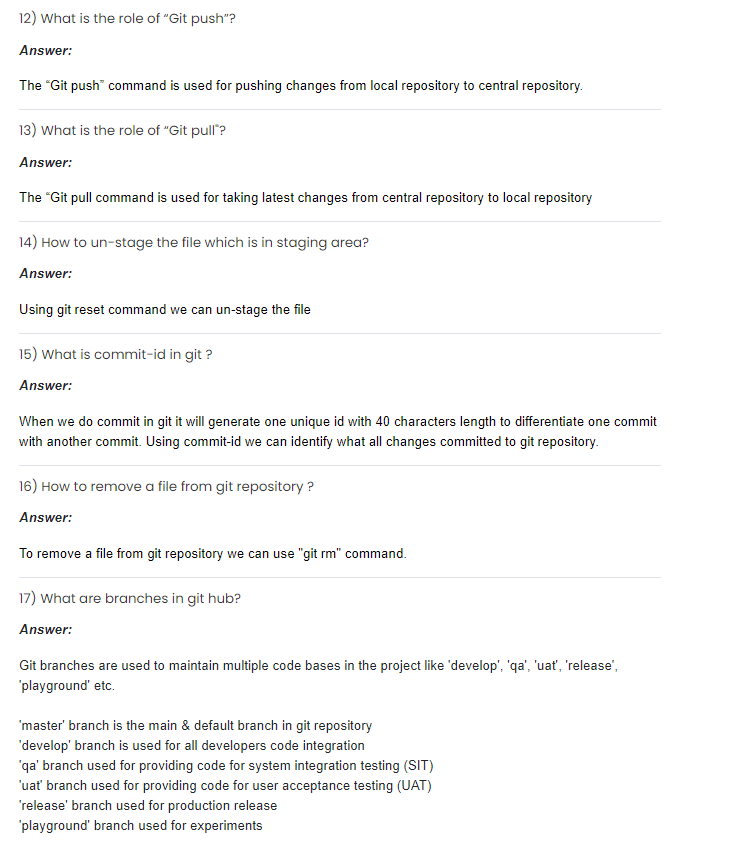 12) What is the role of “Git push”?
Answer:
The “Git push” command is used for pushing changes from local repository to central repository.
13) What is the role of “Git pull”?
Answer:
The “Git pull command is used for taking latest changes from central repository to local repository
14) How to un-stage the file which is in staging area?
Answer:
Using git reset command we can un-stage the file
15) What is commit-id in git ?
Answer:
When we do commit in git it will generate one unique id with 40 characters length to differentiate one commit
with another commit. Using commit-id we can identify what all changes committed to git repository.
16) How to remove a file from git repository ?
Answer:
To remove a file from git repository we can use "git rm" command.
17) What are branches in git hub?
Answer:
Git branches are used to maintain multiple code bases in the project like 'develop', 'qa', 'uat', 'release',
'playground' etc.
'master' branch is the main & default branch in git repository
'develop' branch is used for all developers code integration
'qa' branch used for providing code for system integration testing (SIT)
'uat' branch used for providing code for user acceptance testing (UAT)
'release' branch used for production release
'playground' branch used for experiments